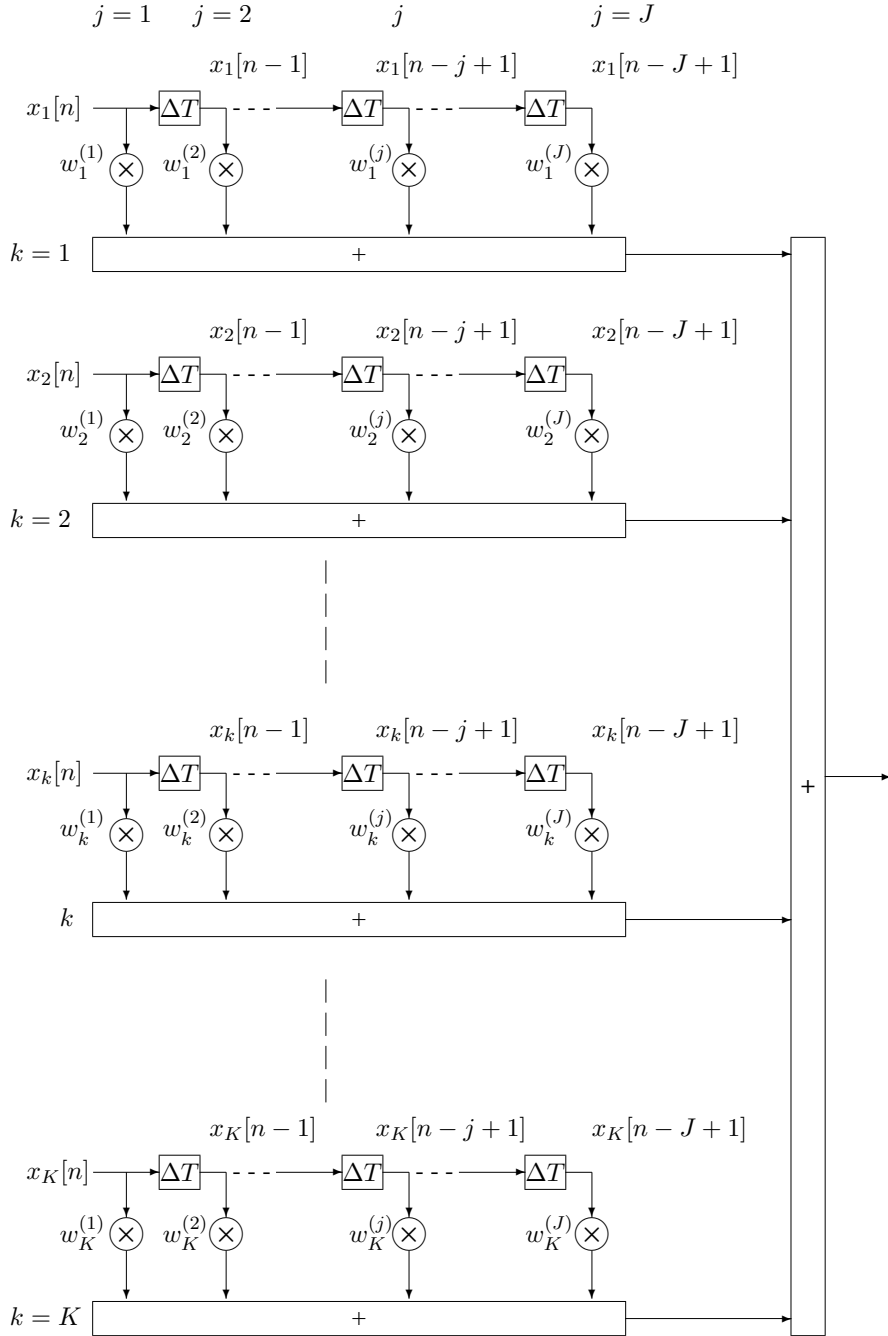 j = 1 j = 2 j j = J
x_1[n − 1] x_1[n − j + 1] x_1[n − J + 1]
x_1[n] ΔT ΔT ΔT
w_1^{(1)} × w_1^{(2)} × w_1^{(j)} × w_1^{(J)} ×
k = 1 +
x_2[n − 1] x_2[n − j + 1] x_2[n − J + 1]
x_2[n] ΔT ΔT ΔT
w_2^{(1)} × w_2^{(2)} × w_2^{(j)} × w_2^{(J)} ×
k = 2 +
x_k[n − 1] x_k[n − j + 1] x_k[n − J + 1]
x_k[n] ΔT ΔT ΔT
+
w_k^{(1)} × w_k^{(2)} × w_k^{(j)} × w_k^{(J)} ×
k +
x_K[n − 1] x_K[n − j + 1] x_K[n − J + 1]
x_K[n] ΔT ΔT ΔT
w_K^{(1)} × w_K^{(2)} × w_K^{(j)} × w_K^{(J)} ×
k = K +